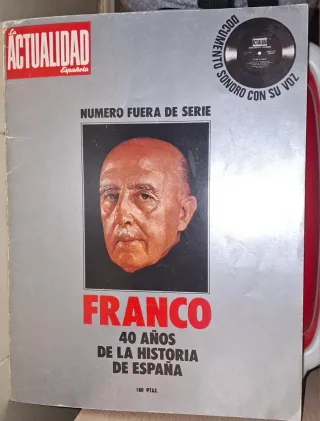 La
ACTUALIDAD
Española
DOCUMENTO SONORO CON SU VOZ
NUMERO FUERA DE SERIE
FRANCO
40 AÑOS
DE LA HISTORIA
DE ESPAÑA
160 PTAS.